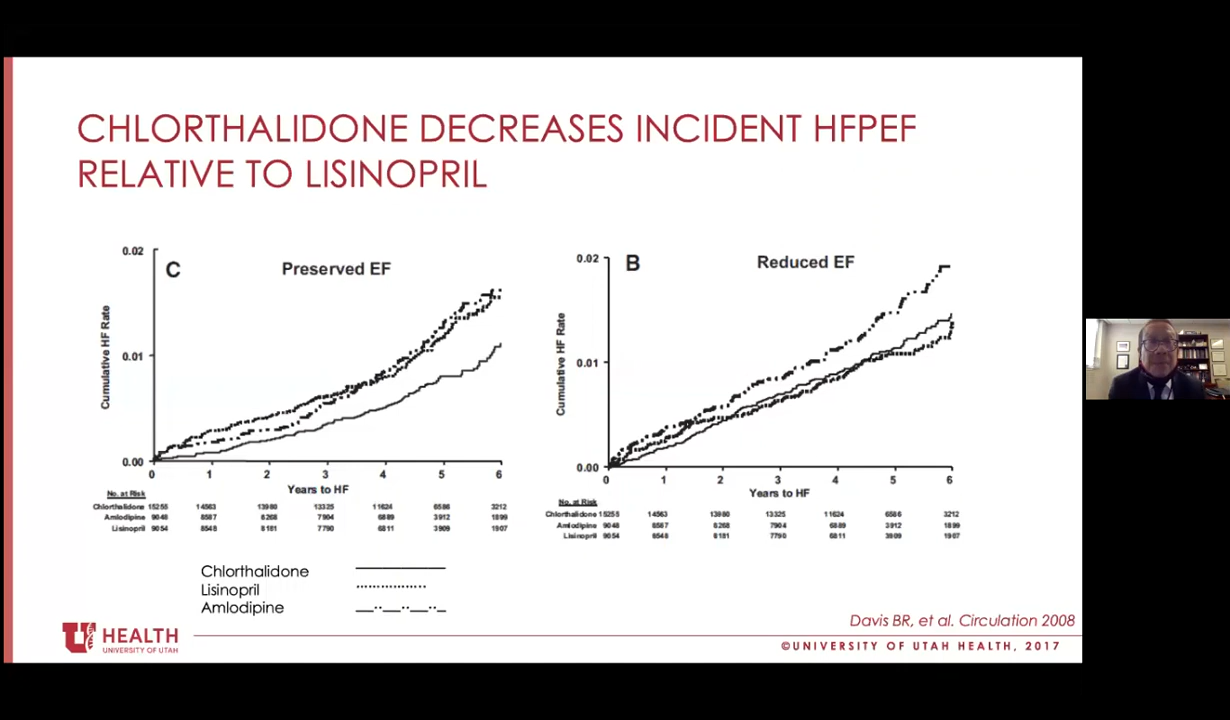 CHLORTHALIDONE DECREASES INCIDENT HFPEF
RELATIVE TO LISINOPRIL
C
Preserved EF
Cumulative HF Rate
0.02
0.01
0.00
0 1 2 3 4 5 6
Years to HF
No. at Risk
Chlorthalidone 15255 14563 13980 13325 11624 6586 3212
Amlodipine 9048 8587 8268 7904 6889 3912 1899
Lisinopril 9054 8548 8181 7790 6811 3909 1907
B
Reduced EF
Cumulative HF Rate
0.02
0.01
0.00
0 1 2 3 4 5 6
Years to HF
No. at Risk
Chlorthalidone 15255 14563 13980 13325 11624 6586 3212
Amlodipine 9048 8587 8268 7904 6889 3912 1899
Lisinopril 9054 8548 8181 7790 6811 3909 1907
Chlorthalidone
Lisinopril
Amlodipine
Davis BR, et al. Circulation 2008
U HEALTH
UNIVERSITY OF UTAH
©UNIVERSITY OF UTAH HEALTH, 2017